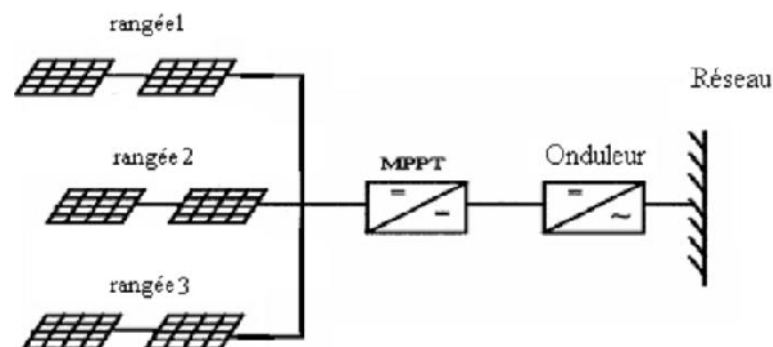 rangée1
Réseau
rangée 2
MPPT
Onduleur
=
=
−
~
rangée 3